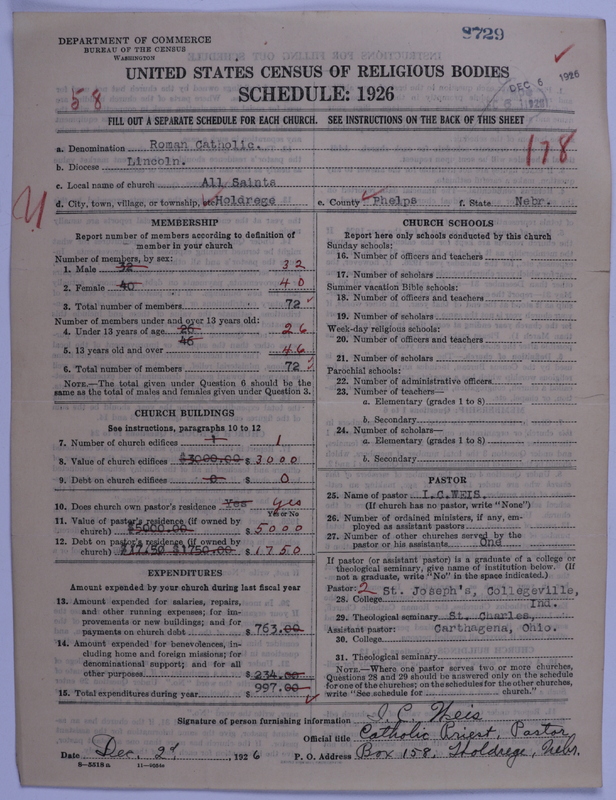 DEPARTMENT OF COMMERCE
BUREAU OF THE CENSUS
WASHINGTON
8729
UNITED STATES CENSUS OF RELIGIOUS BODIES
SCHEDULE: 1926
DEC 6 1926
58
FILL OUT A SEPARATE SCHEDULE FOR EACH CHURCH. SEE INSTRUCTIONS ON THE BACK OF THIS SHEET
178
a. Denomination Roman Catholic.
b. Diocese Lincoln.
c. Local name of church All Saints
d. City, town, village, or township, etc Holdrege e. County Phelps f. State Nebr.
MEMBERSHIP
Report number of members according to definition of member in your church
Number of members, by sex:
1. Male 32 32
2. Female 40 40
3. Total number of members 72
Number of members under and over 13 years old:
4. Under 13 years of age 26 26
5. 13 years old and over 46 46
6. Total number of members 72
NOTE.—The total given under Question 6 should be the same as the total of males and females given under Question 3.
CHURCH BUILDINGS
See instructions, paragraphs 10 to 12
7. Number of church edifices 1 1
8. Value of church edifices $3000.00 $ 3000
9. Debt on church edifices 0 $ 0
10. Does church own pastor's residence Yes yes
Yes or No
11. Value of pastor's residence (if owned by church) $5000.00 $ 5000
12. Debt on pastor's residence (if owned by church) $1750 $1750.00 $ 1750
EXPENDITURES
Amount expended by your church during last fiscal year
13. Amount expended for salaries, repairs, and other running expenses; for improvements or new buildings; and for payments on church debt $ 763.00
14. Amount expended for benevolences, including home and foreign missions; for denominational support; and for all other purposes $ 234.00
15. Total expenditures during year $ 997.00
CHURCH SCHOOLS
Report here only schools conducted by this church
Sunday schools:
16. Number of officers and teachers
17. Number of scholars
Summer vacation Bible schools:
18. Number of officers and teachers
19. Number of scholars
Week-day religious schools:
20. Number of officers and teachers
21. Number of scholars
Parochial schools:
22. Number of administrative officers
23. Number of teachers—
a. Elementary (grades 1 to 8)
b. Secondary
24. Number of scholars—
a. Elementary (grades 1 to 8)
b. Secondary
PASTOR
25. Name of pastor I.C.WEIS.
(If church has no pastor, write "None")
26. Number of ordained ministers, if any, employed as assistant pastors
27. Number of other churches served by the pastor or his assistants One
If pastor (or assistant pastor) is a graduate of a college or theological seminary, give name of institution below. (If not a graduate, write "No" in the space indicated.)
Pastor: 2
28. College St. Joseph's, Collegeville, Ind.
29. Theological seminary St. Charles,
Assistant pastor: Carthagena, Ohio.
30. College
31. Theological seminary
NOTE.—Where one pastor serves two or more churches, Questions 28 and 29 should be answered only on the schedule for one of the churches; on the schedules for the other churches, write "See schedule for church."
Signature of person furnishing information I. C. Weis
Official title Catholic Priest, Pastor
Date Dec. 2d, 1926 P. O. Address Box 158, Holdrege, Nebr.
8-5518a 11-9084